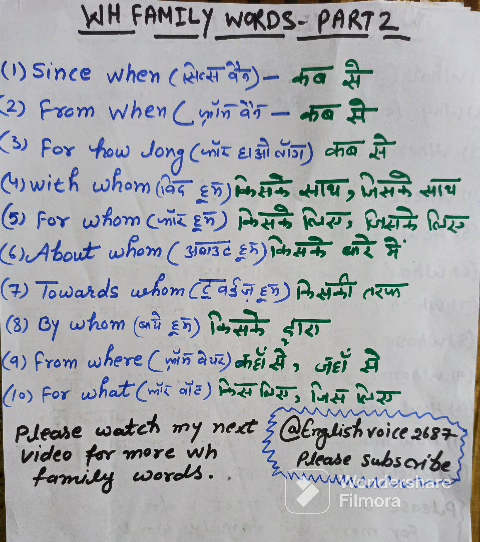 WH FAMILY WORDS - PART 2
(1) Since when (सिन्स वैन) - कब से
(2) From when (फ्रॉम वैन - कब से
(3) For how long (फॉर हाओ लॉंग) कब से
(4) With whom (विद हूम) किसके साथ, जिसके साथ
(5) For whom (फॉर हूम) किसके लिए, जिसके लिए
(6) About whom (अबाउट हूम) किसके बारे में
(7) Towards whom (टूवर्ड्ज़ हूम) किसकी तरफ
(8) By whom (बाये हूम) किसके द्वारा
(9) From where (फ्रॉम वेयर) कहाँ से, जहाँ से
(10) For what (फॉर वॉट) किस लिए, जिस लिए
Please watch my next
video for more wh
family words...
@Englishvoice2687
Please subscribe
Wondershare
Filmora